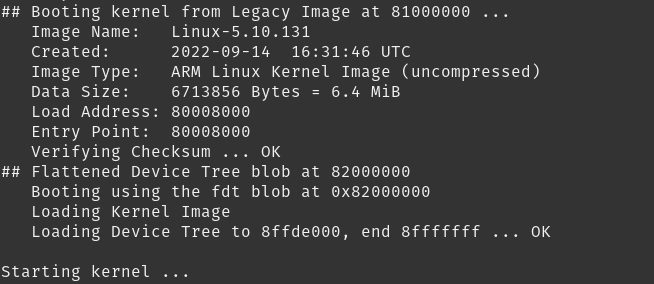 ## Booting kernel from Legacy Image at 81000000 ...
   Image Name:   Linux-5.10.131
   Created:      2022-09-14  16:31:46 UTC
   Image Type:   ARM Linux Kernel Image (uncompressed)
   Data Size:    6713856 Bytes = 6.4 MiB
   Load Address: 80008000
   Entry Point:  80008000
   Verifying Checksum ... OK
## Flattened Device Tree blob at 82000000
   Booting using the fdt blob at 0x82000000
   Loading Kernel Image
   Loading Device Tree to 8ffde000, end 8fffffff ... OK

Starting kernel ...